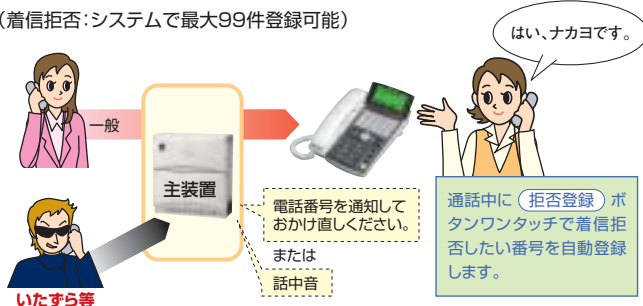 (着信拒否:システムで最大99件登録可能)
はい、ナカヨです。
一般
主装置
電話番号を通知して
おかけ直しください。
または
話中音
いたずら等
通話中に 拒否登録 ボ
タンワンタッチで着信拒
否したい番号を自動登録
します。